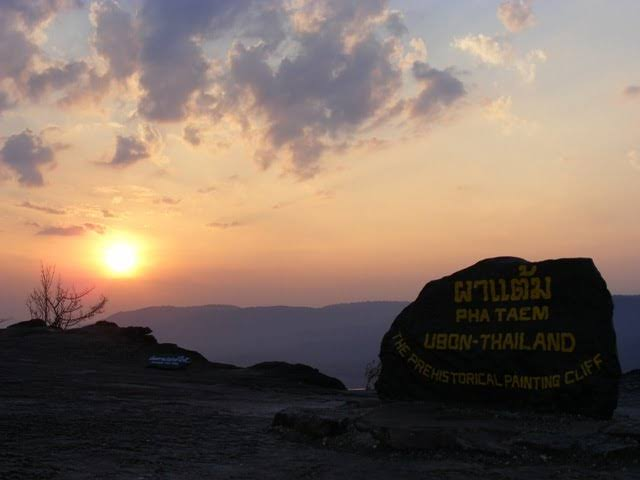 ผาแต้ม
PHA TAEM
UBON-THAILAND
THE PREHISTORICAL PAINTING CLIFF